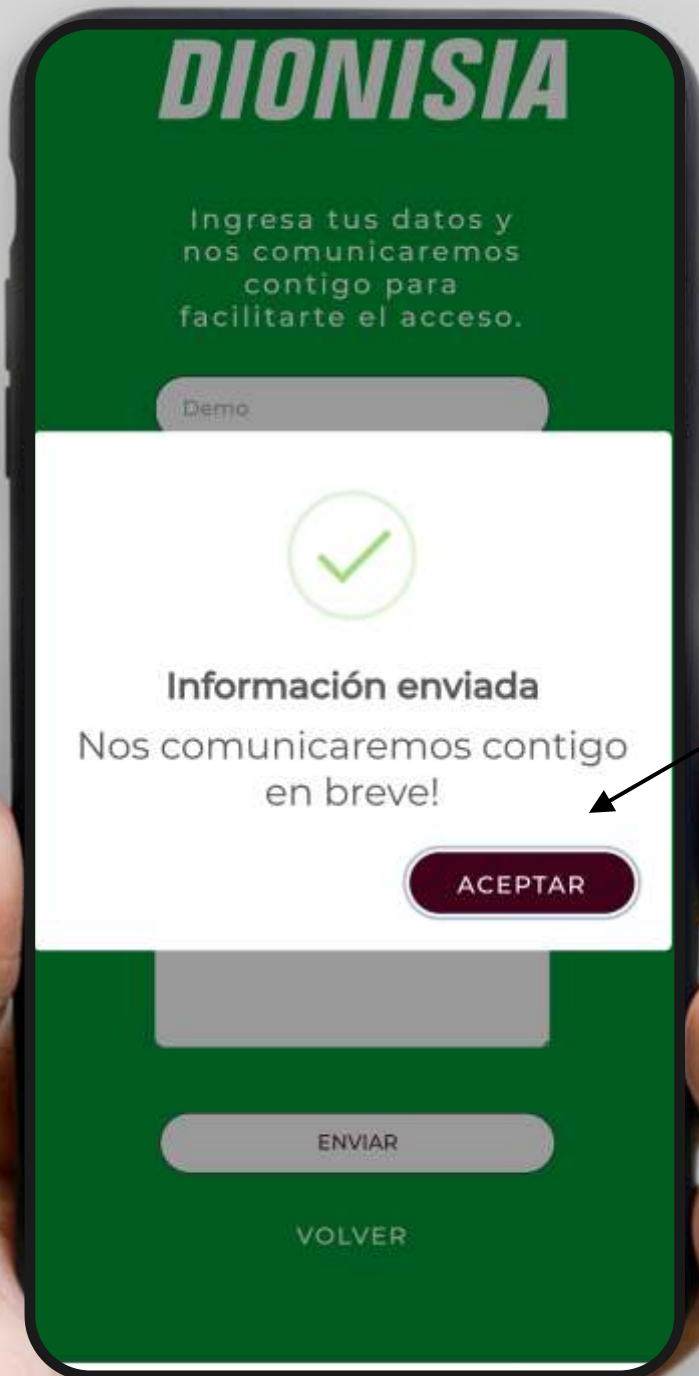 DIONISIA
Ingresa tus datos y
nos comunicaremos
contigo para
facilitarte el acceso.
Demo
Información enviada
Nos comunicaremos contigo
en breve!
ACEPTAR
ENVIAR
VOLVER